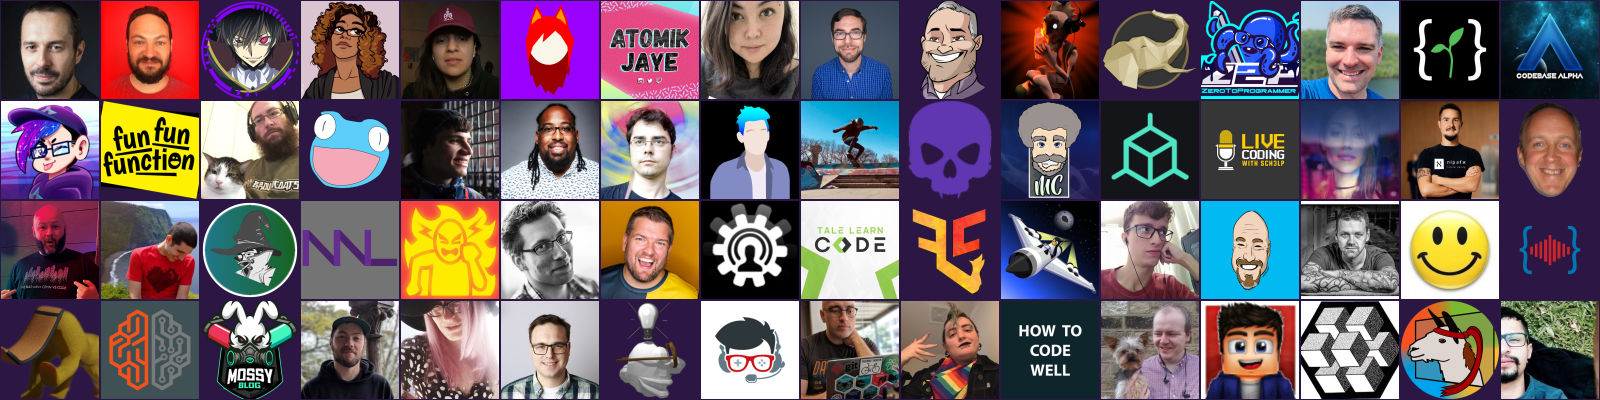 ATOMIK
JAYE
ZEROTOPROGRAMMER
CODEBASE ALPHA
fun fun
function
MC
LIVE
CODING
WITH SCH3LP
NNL
TALE LEARN
CODE
MOSSY
BLOG
HOW TO
CODE
WELL